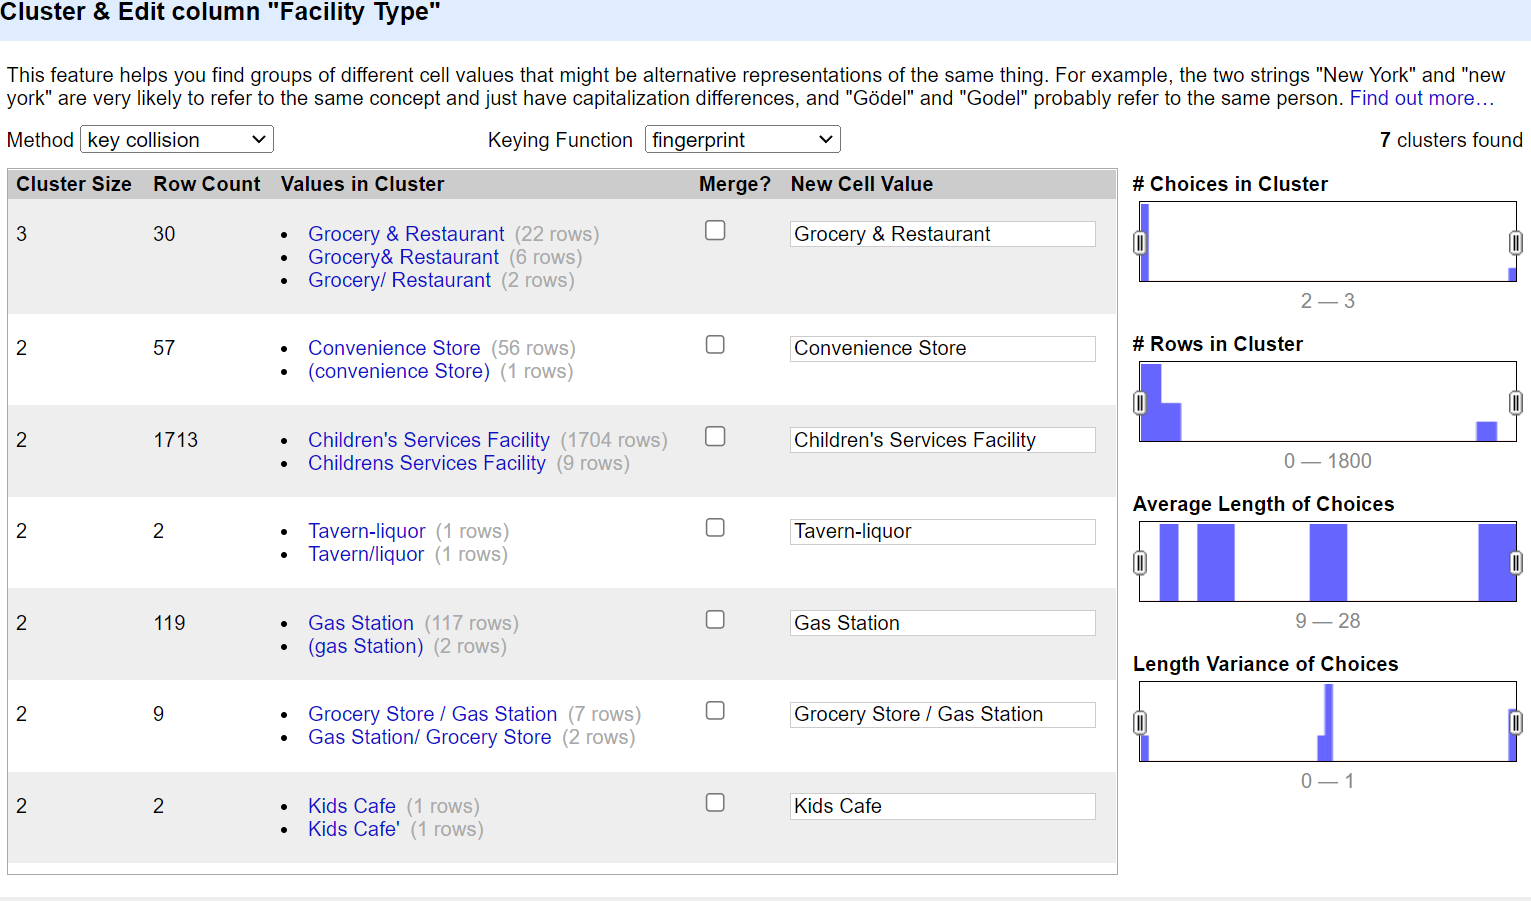 Cluster & Edit column "Facility Type"
This feature helps you find groups of different cell values that might be alternative representations of the same thing. For example, the two strings "New York" and "new
york" are very likely to refer to the same concept and just have capitalization differences, and "Gödel" and "Godel" probably refer to the same person. Find out more…
Method key collision Keying Function fingerprint 7 clusters found
Cluster Size Row Count Values in Cluster Merge? New Cell Value
3 30 • Grocery & Restaurant (22 rows) Grocery & Restaurant
• Grocery& Restaurant (6 rows)
• Grocery/ Restaurant (2 rows)
2 57 • Convenience Store (56 rows) Convenience Store
• (convenience Store) (1 rows)
2 1713 • Children's Services Facility (1704 rows) Children's Services Facility
• Childrens Services Facility (9 rows)
2 2 • Tavern-liquor (1 rows) Tavern-liquor
• Tavern/liquor (1 rows)
2 119 • Gas Station (117 rows) Gas Station
• (gas Station) (2 rows)
2 9 • Grocery Store / Gas Station (7 rows) Grocery Store / Gas Station
• Gas Station/ Grocery Store (2 rows)
2 2 • Kids Cafe (1 rows) Kids Cafe
• Kids Cafe' (1 rows)
# Choices in Cluster
2 — 3
# Rows in Cluster
0 — 1800
Average Length of Choices
9 — 28
Length Variance of Choices
0 — 1